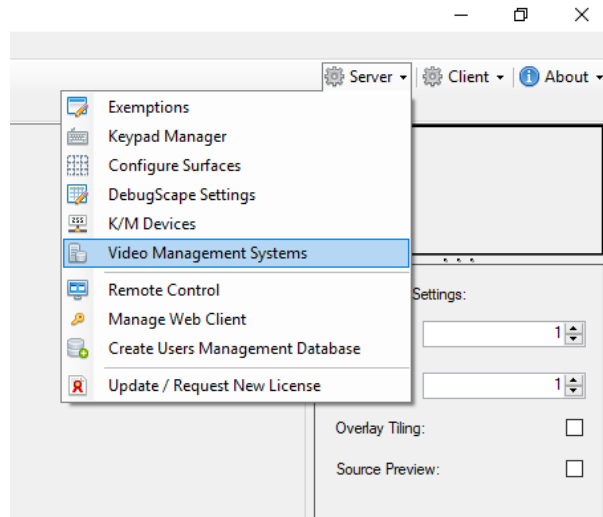 Server
Client
About
Exemptions
Keypad Manager
Configure Surfaces
DebugScape Settings
K/M Devices
Video Management Systems
Remote Control
Manage Web Client
Create Users Management Database
Update / Request New License
Settings:
1
1
Overlay Tiling:
Source Preview: